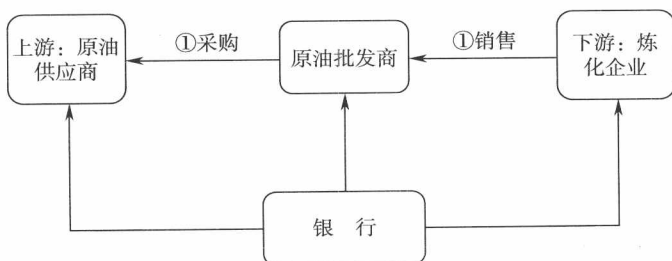 上游：原油
供应商
①采购
原油批发商
①销售
下游：炼
化企业
银 行